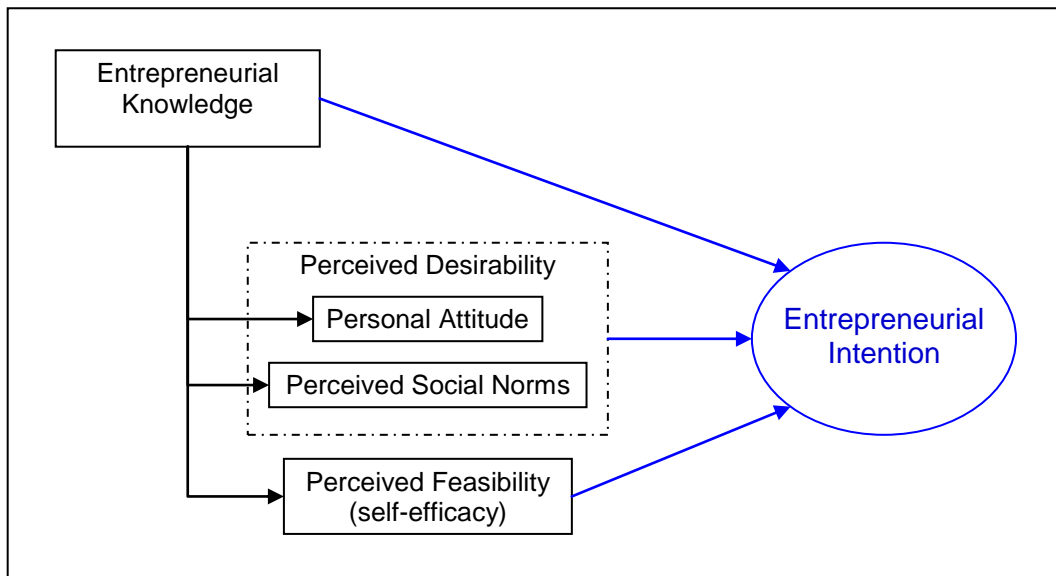 Entrepreneurial
Knowledge
Perceived Desirability
Personal Attitude
Perceived Social Norms
Entrepreneurial
Intention
Perceived Feasibility
(self-efficacy)